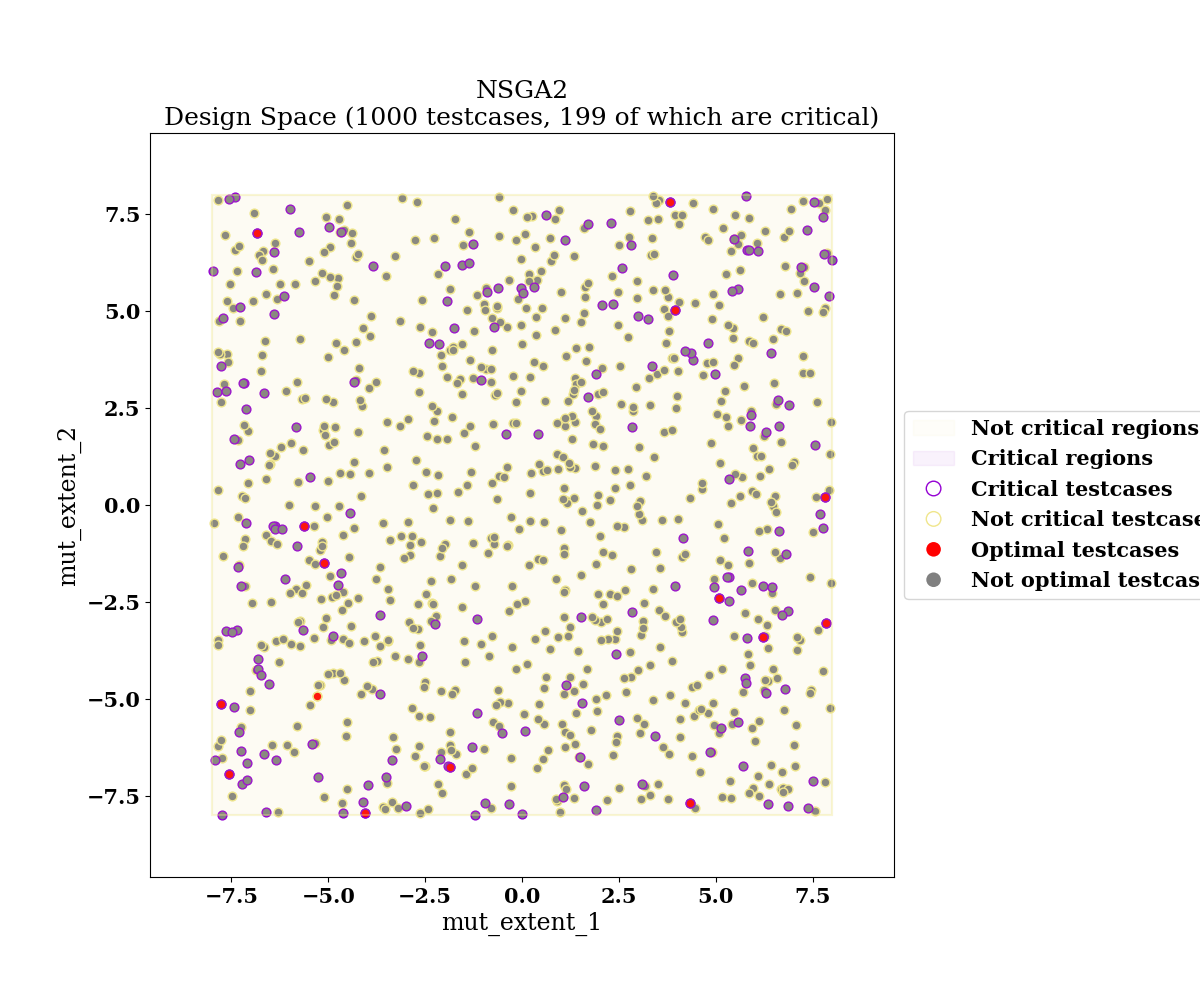 NSGA2
Design Space (1000 testcases, 199 of which are critical)
7.5
5.0
2.5
0.0
−2.5
−5.0
−7.5
mut_extent_2
−7.5
−5.0
−2.5
0.0
2.5
5.0
7.5
mut_extent_1
Not critical regions
Critical regions
Critical testcases
Not critical testcase
Optimal testcases
Not optimal testcas